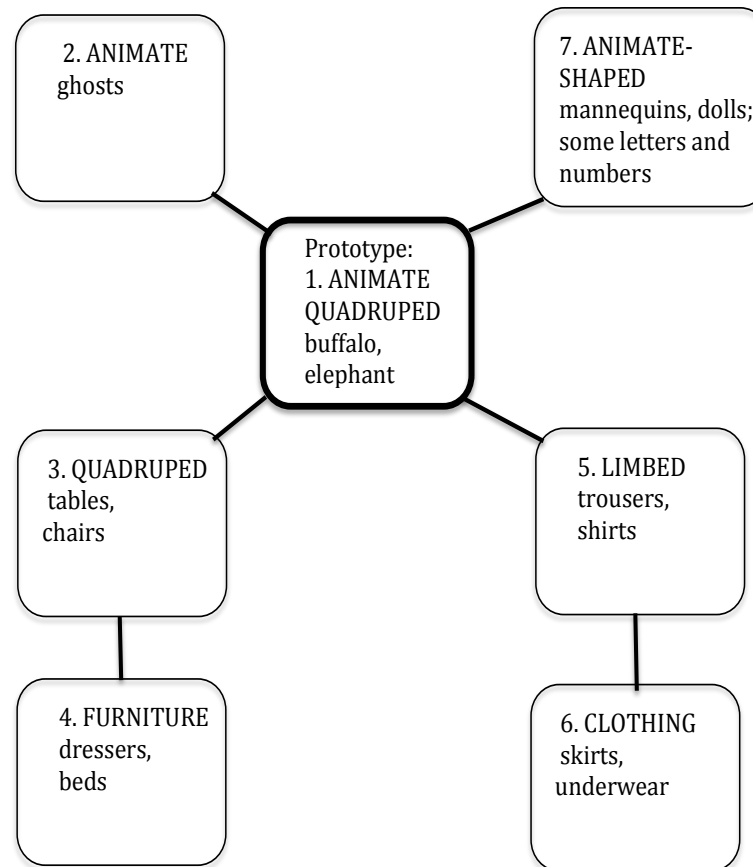 2. ANIMATE
ghosts
7. ANIMATE-
SHAPED
mannequins, dolls;
some letters and
numbers
Prototype:
1. ANIMATE
QUADRUPED
buffalo,
elephant
3. QUADRUPED
tables,
chairs
5. LIMBED
trousers,
shirts
4. FURNITURE
dressers,
beds
6. CLOTHING
skirts,
underwear